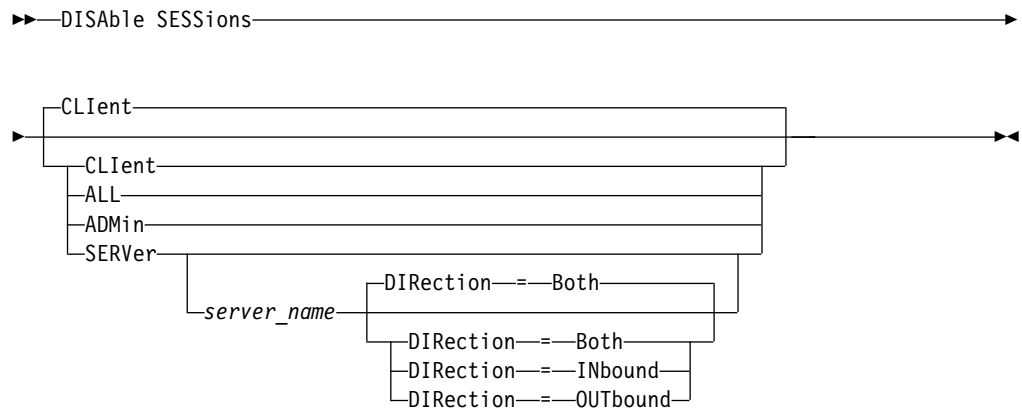 DISAble SESSions
CLIent
CLIent
ALL
ADMin
SERVer
DIRection = Both
server_name
DIRection = Both
DIRection = INbound
DIRection = OUTbound